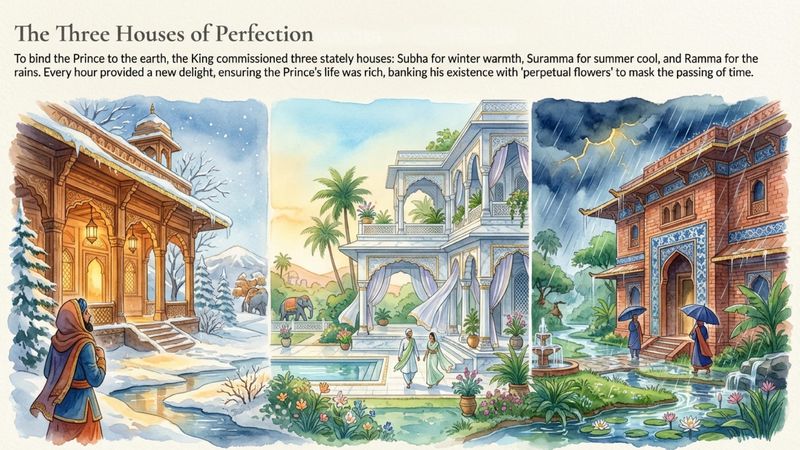 The Three Houses of Perfection
To bind the Prince to the earth, the King commissioned three stately houses: Subha for winter warmth, Suramma for summer cool, and Ramma for the
rains. Every hour provided a new delight, ensuring the Prince's life was rich, banking his existence with 'perpetual flowers' to mask the passing of time.